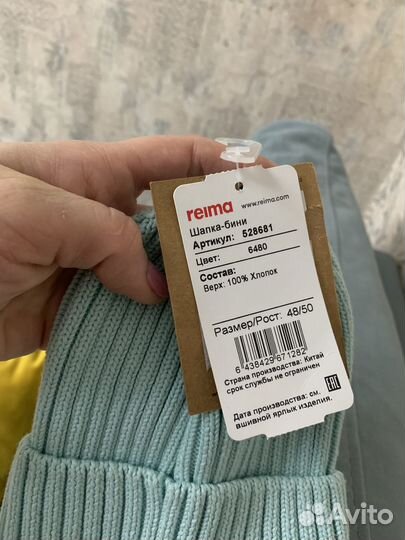 reima
www.reima.com
Шапка-бини
Артикул: 528681
Цвет: 6480
Состав:
Верх. 100% Хлопок
Размер/Рост: 48/50
6 438429 671282
Страна производства: Китай
срок службы не ограничен
EAC
Дата производства: см.
вшивной ярлык изделия.
Avito